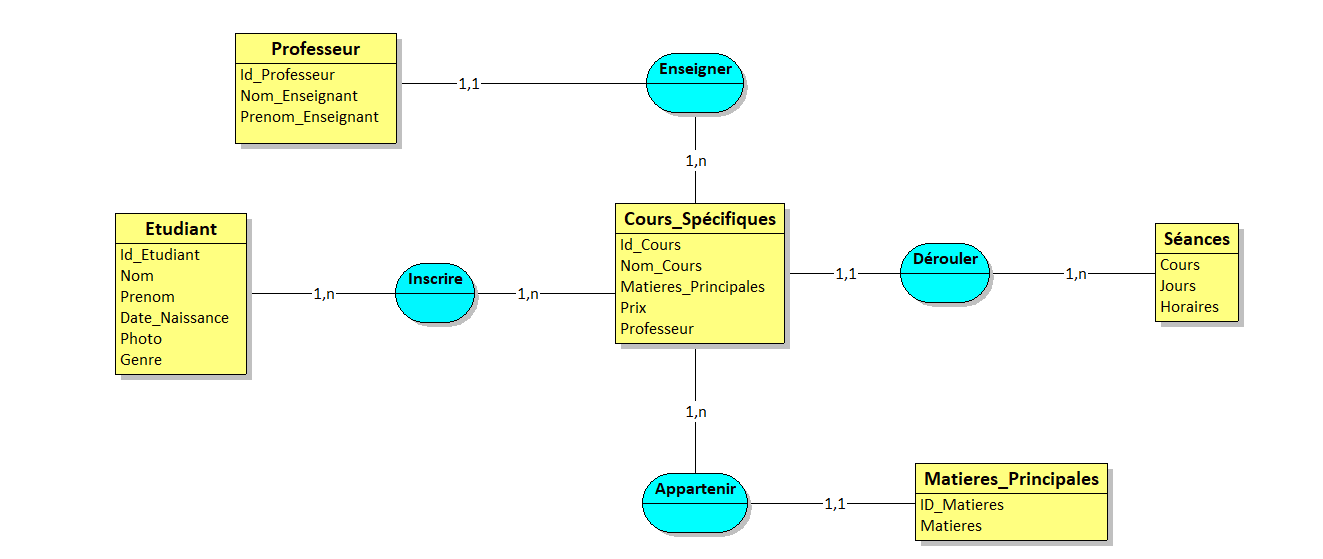 Professeur
Id_Professeur
Nom_Enseignant
Prenom_Enseignant
1,1
Enseigner
1,n
Etudiant
Id_Etudiant
Nom
Prenom
Date_Naissance
Photo
Genre
1,n
Inscrire
1,n
Cours_Spécifiques
Id_Cours
Nom_Cours
Matieres_Principales
Prix
Professeur
1,1
Dérouler
1,n
Séances
Cours
Jours
Horaires
1,n
Appartenir
1,1
Matieres_Principales
ID_Matieres
Matieres